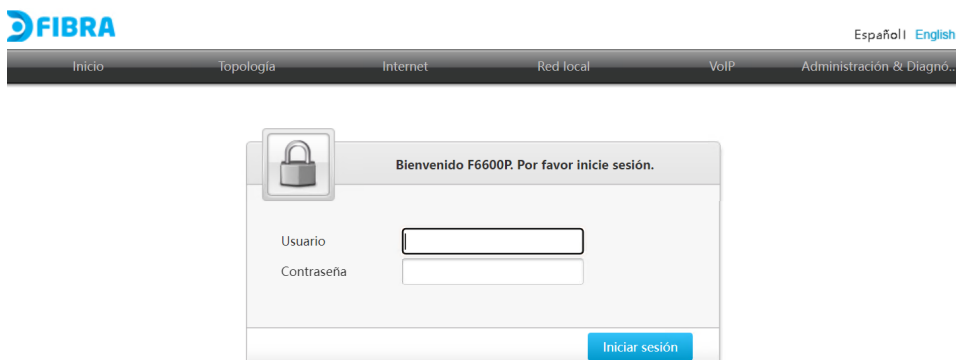 FIBRA
Español| English
Inicio Topología Internet Red local VoIP Administración & Diagnó..
Bienvenido F6600P. Por favor inicie sesión.
Usuario
Contraseña
Iniciar sesión